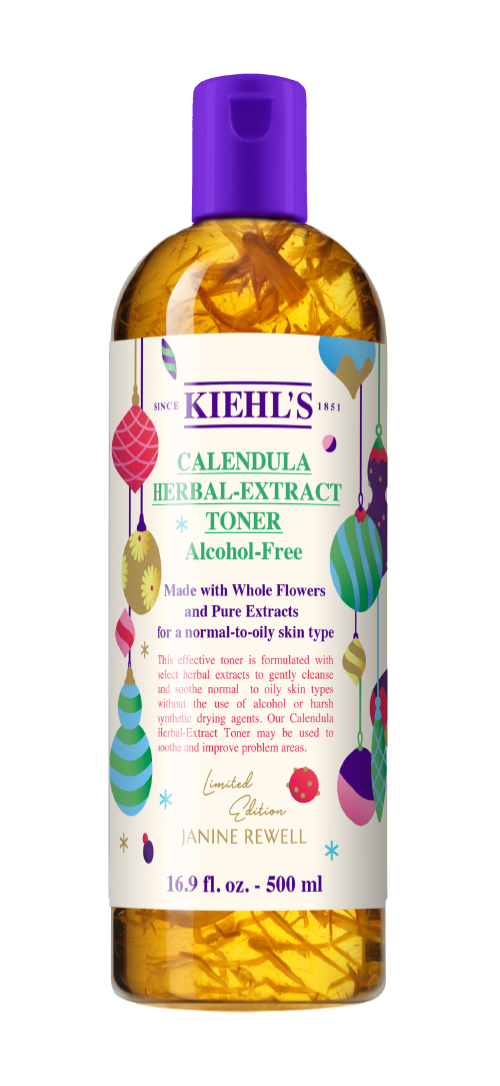 SINCE KIEHL'S 1851
CALENDULA
HERBAL-EXTRACT
TONER
Alcohol-Free
Made with Whole Flowers
and Pure Extracts
for a normal-to-oily skin type
This effective toner is formulated with
select herbal extracts to gently cleanse
and soothe normal to oily skin types
without the use of alcohol or harsh
synthetic drying agents. Our Calendula
Herbal-Extract Toner may be used to
soothe and improve problem areas.
Limited
Edition
JANINE REWELL
16.9 fl. oz. - 500 ml